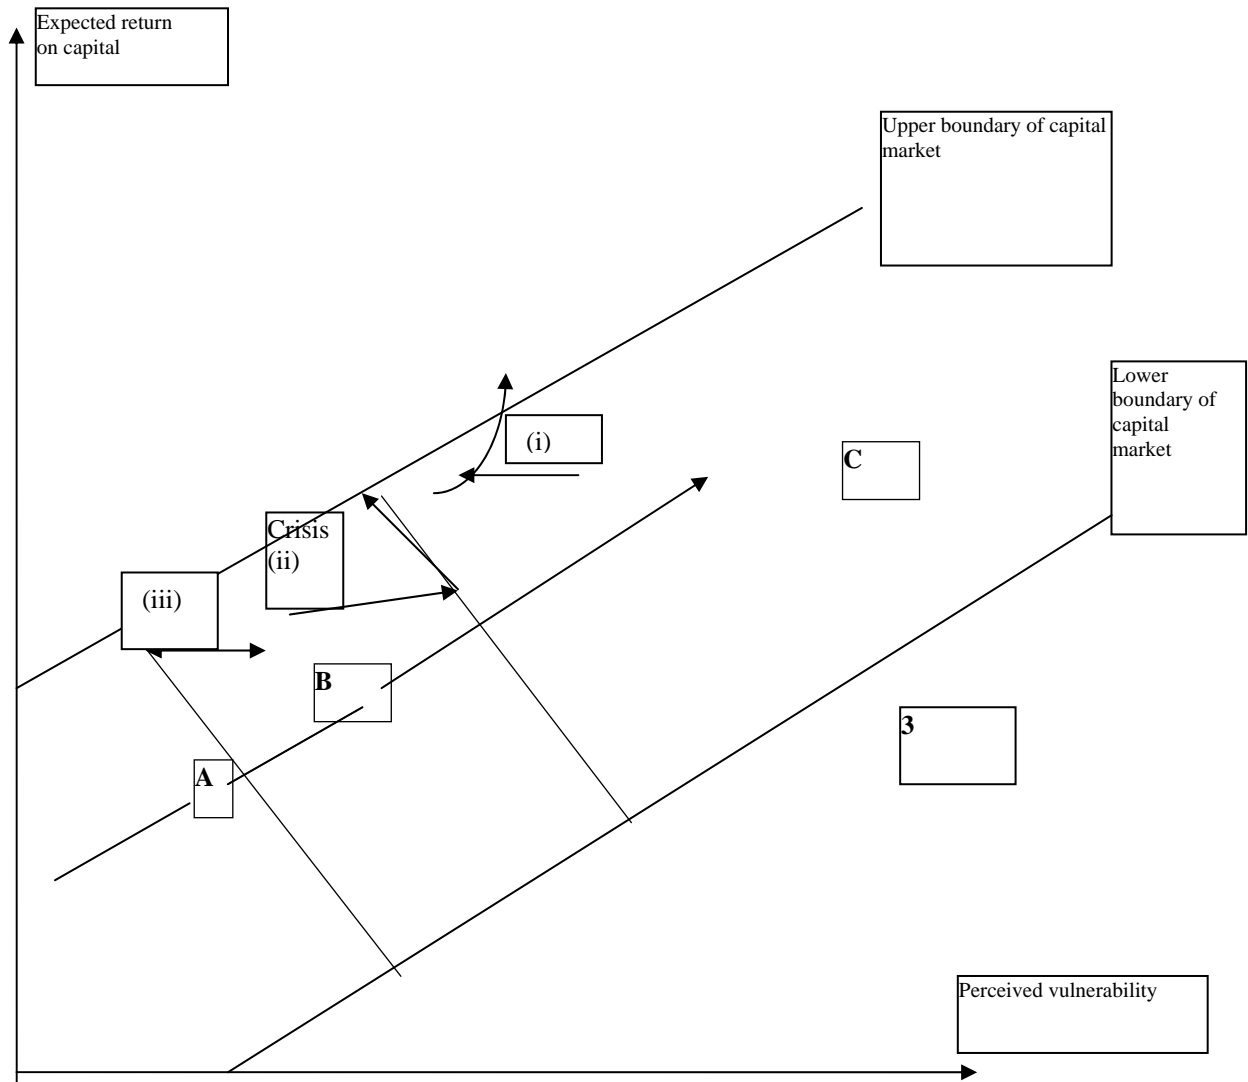 Expected return
on capital
Upper boundary of capital
market
Lower
boundary of
capital
market
(i)
C
Crisis
(ii)
(iii)
B
3
A
Perceived vulnerability